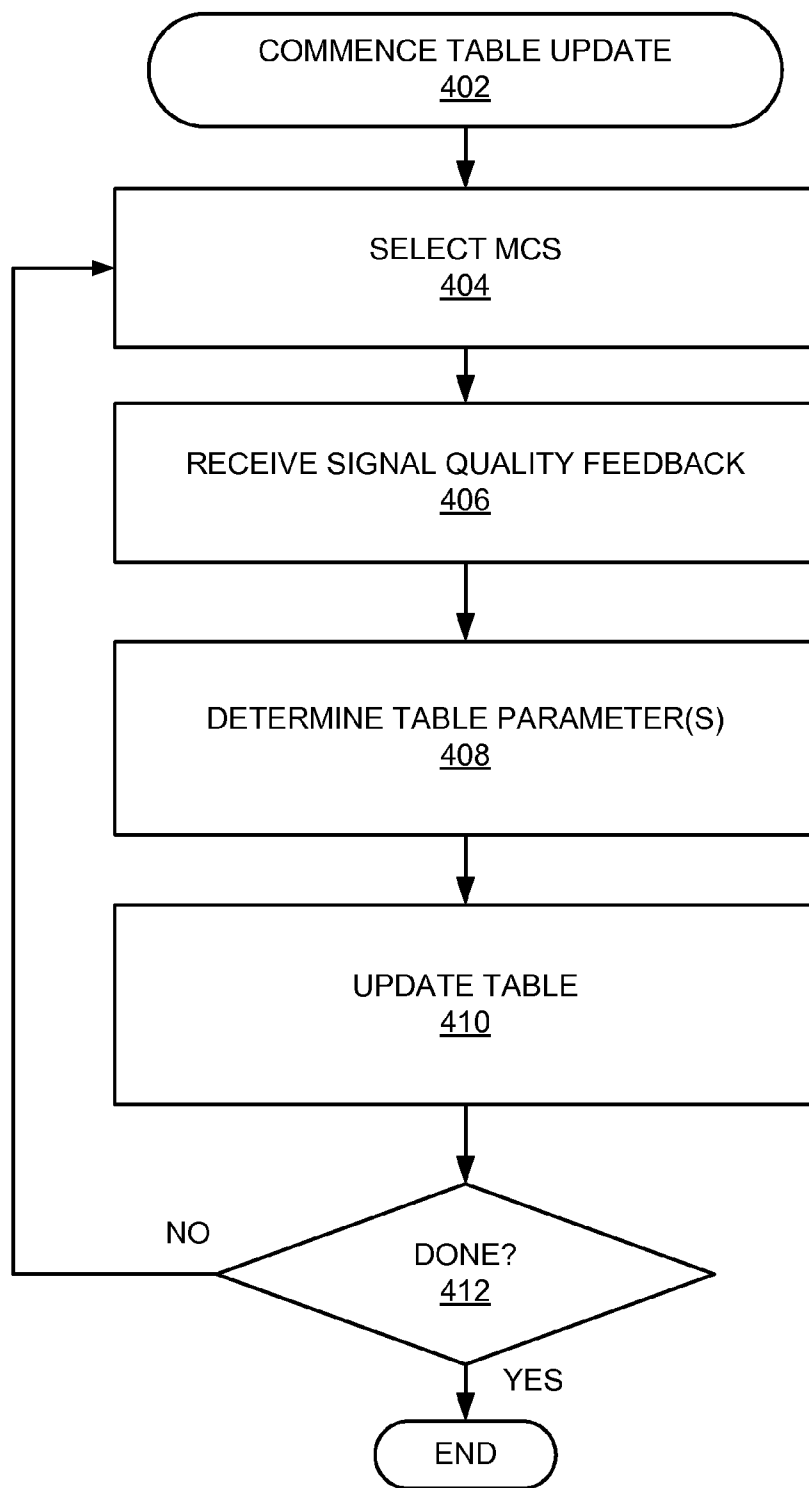 COMMENCE TABLE UPDATE
402
SELECT MCS
404
RECEIVE SIGNAL QUALITY FEEDBACK
406
DETERMINE TABLE PARAMETER(S)
408
UPDATE TABLE
410
NO
DONE?
412
YES
END